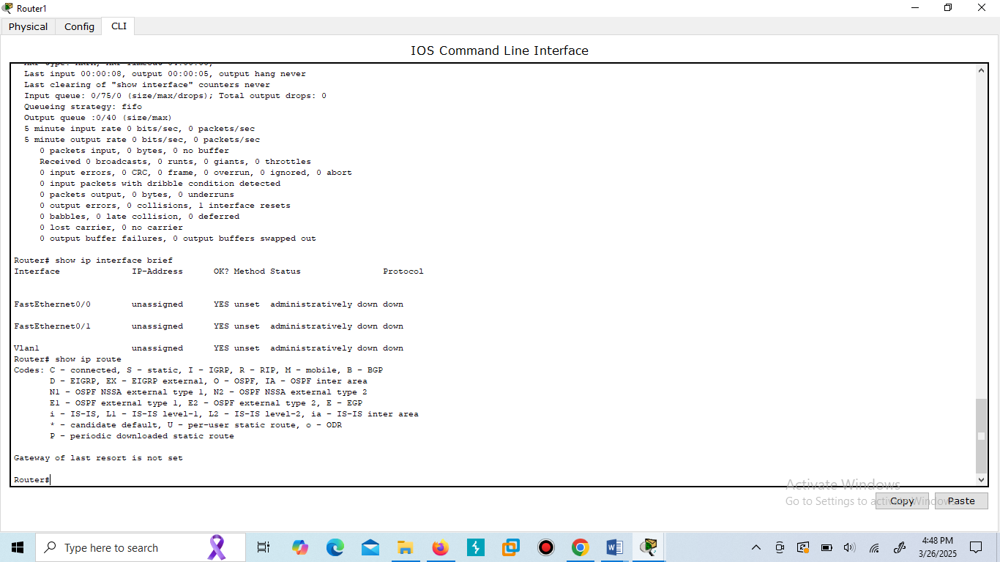 Router1
Physical Config CLI
IOS Command Line Interface
Last input 00:00:08, output 00:00:05, output hang never
Last clearing of "show interface" counters never
Input queue: 0/75/0 (size/max/drops); Total output drops: 0
Queueing strategy: fifo
Output queue :0/40 (size/max)
5 minute input rate 0 bits/sec, 0 packets/sec
5 minute output rate 0 bits/sec, 0 packets/sec
0 packets input, 0 bytes, 0 no buffer
Received 0 broadcasts, 0 runts, 0 giants, 0 throttles
0 input errors, 0 CRC, 0 frame, 0 overrun, 0 ignored, 0 abort
0 input packets with dribble condition detected
0 packets output, 0 bytes, 0 underruns
0 output errors, 0 collisions, 1 interface resets
0 babbles, 0 late collision, 0 deferred
0 lost carrier, 0 no carrier
0 output buffer failures, 0 output buffers swapped out
Router# show ip interface brief
Interface IP-Address OK? Method Status Protocol
FastEthernet0/0 unassigned YES unset administratively down down
FastEthernet0/1 unassigned YES unset administratively down down
Vlan1 unassigned YES unset administratively down down
Router# show ip route
Codes: C - connected, S - static, I - IGRP, R - RIP, M - mobile, B - BGP
D - EIGRP, EX - EIGRP external, O - OSPF, IA - OSPF inter area
N1 - OSPF NSSA external type 1, N2 - OSPF NSSA external type 2
E1 - OSPF external type 1, E2 - OSPF external type 2, E - EGP
i - IS-IS, L1 - IS-IS level-1, L2 - IS-IS level-2, ia - IS-IS inter area
* - candidate default, U - per-user static route, o - ODR
P - periodic downloaded static route
Gateway of last resort is not set
Router#
Activate Windows
Go to Settings to activate Windows.
Copy Paste
Type here to search
4:48 PM
3/26/2025